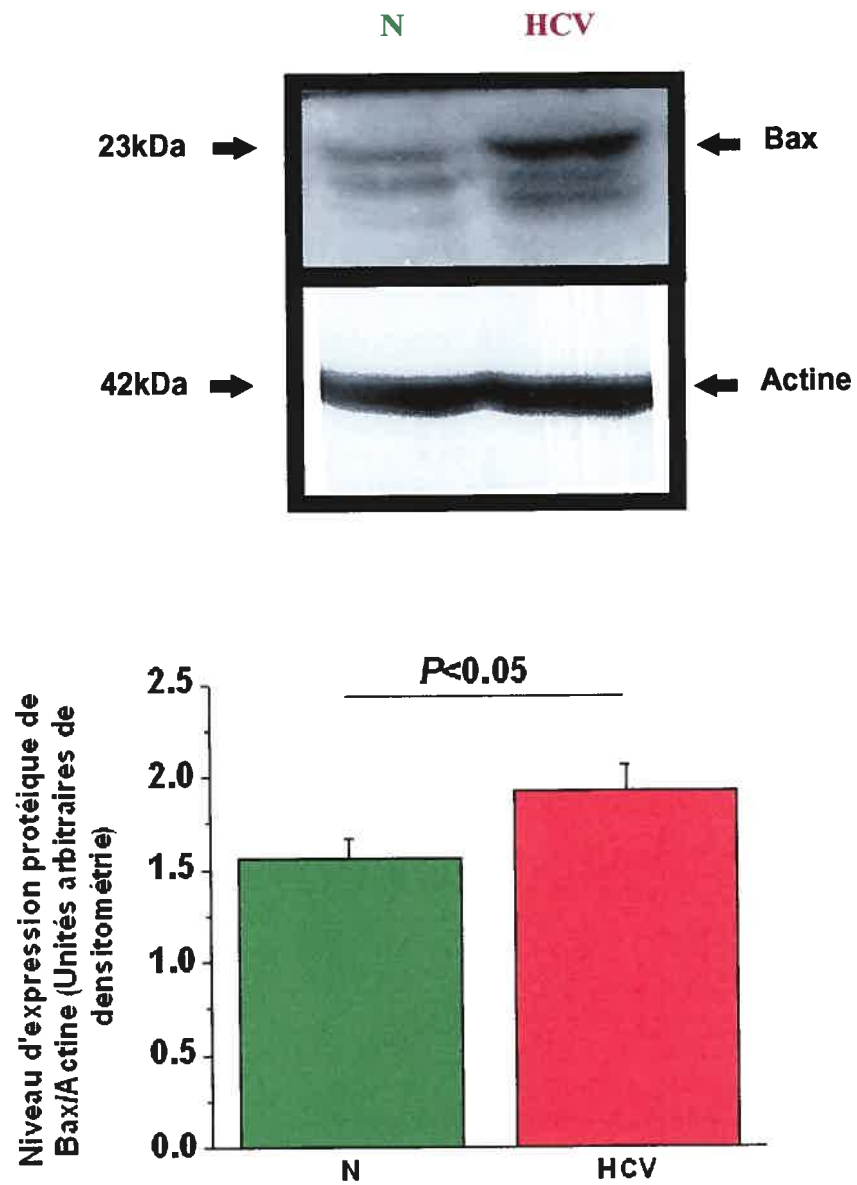 N HCV
23kDa Bax
42kDa Actine
P<0.05
Niveau d'expression protéique de
Bax/Actine (Unités arbitraires de
densitométrie)
2.5
2.0
1.5
1.0
0.5
0.0
N HCV